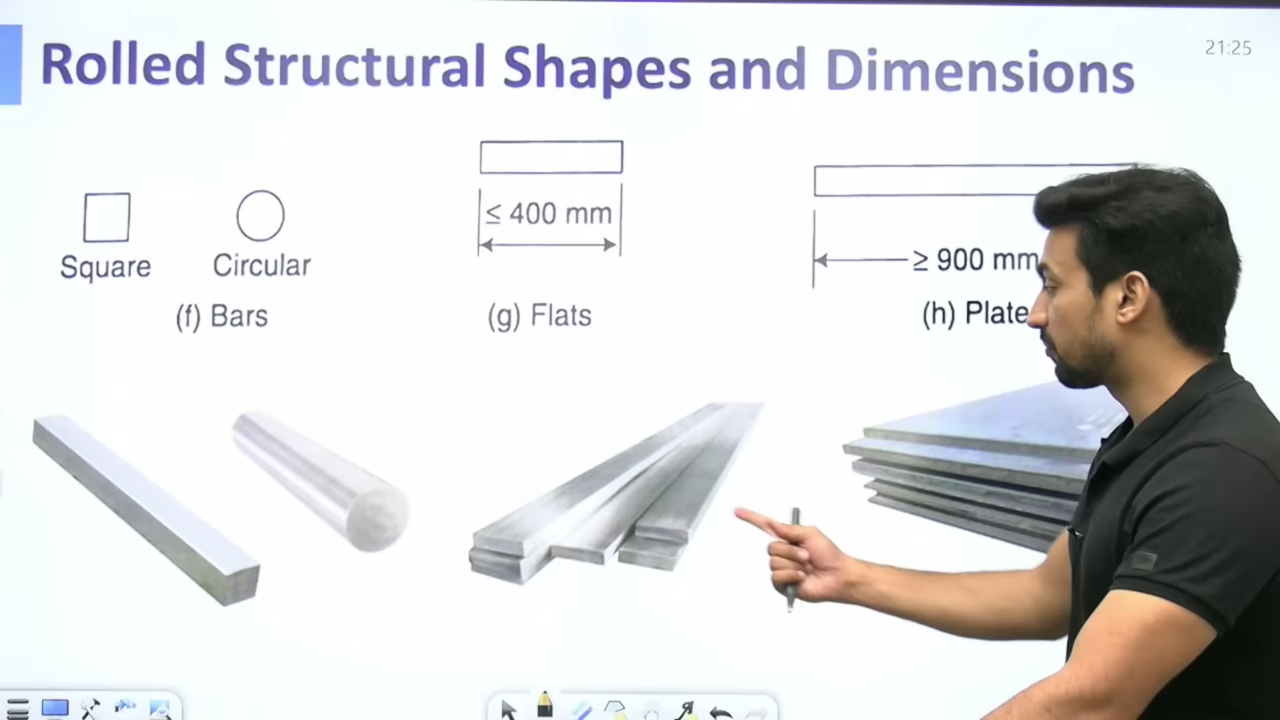 Rolled Structural Shapes and Dimensions
21:25
Square
Circular
(f) Bars
≤ 400 mm
(g) Flats
≥ 900 mm
(h) Plate